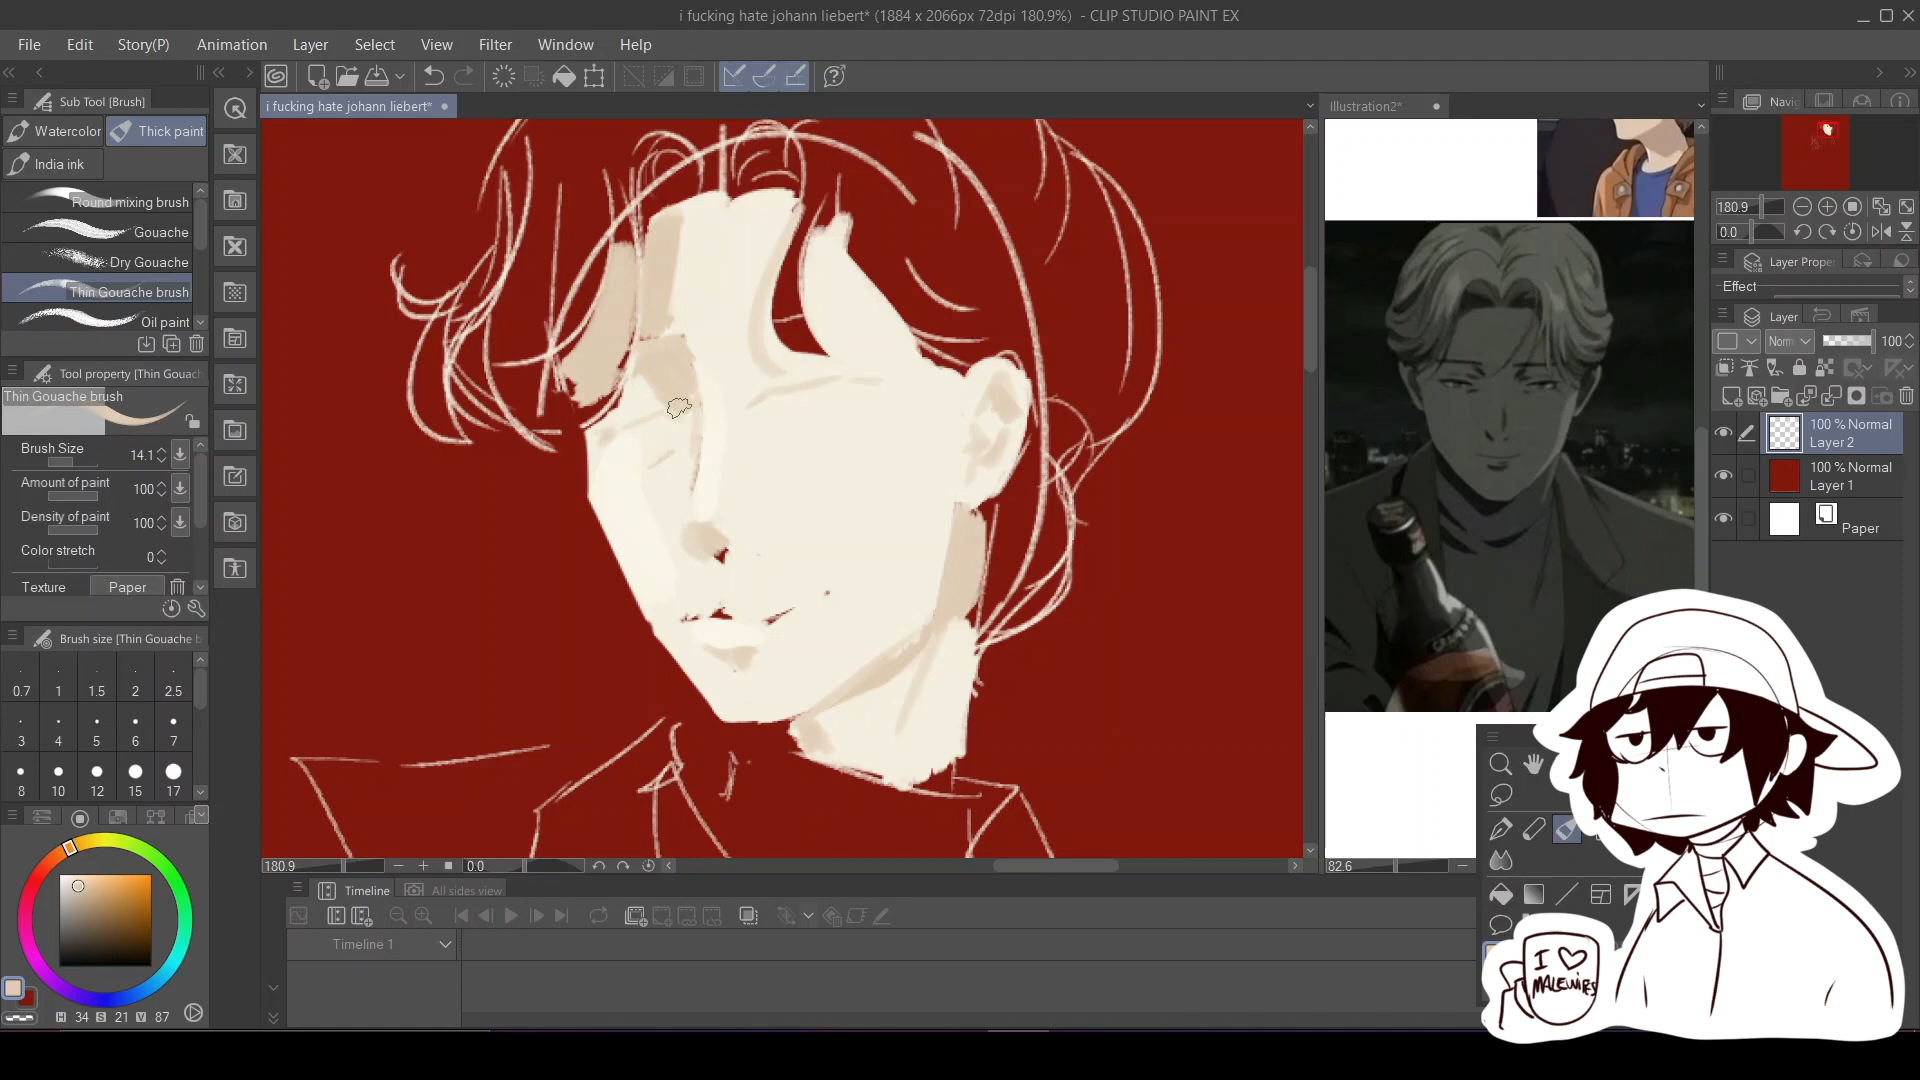 i fucking hate johann liebert* (1884 x 2066px 72dpi 180.9%) - CLIP STUDIO PAINT EX
File Edit Story(P) Animation Layer Select View Filter Window Help
Sub Tool [Brush]
Watercolor Thick paint
India ink
Round mixing brush
Gouache
Dry Gouache
Thin Gouache brush
Oil paint
Tool property [Thin Gouach
Thin Gouache brush
Brush Size 14.1
Amount of paint 100
Density of paint 100
Color stretch 0
Texture Paper
Brush size [Thin Gouache b
0.7 1 1.5 2 2.5
3 4 5 6 7
8 10 12 15 17
H 34 S 21 V 87
i fucking hate johann liebert*
Illustration2*
180.9 0.0
82.6
Timeline All sides view
Timeline 1
Navi
180.9
0.0
Layer Proper
Effect
Layer
Norm 100
100 % Normal
Layer 2
100 % Normal
Layer 1
Paper
I ♡
MALEWIFES